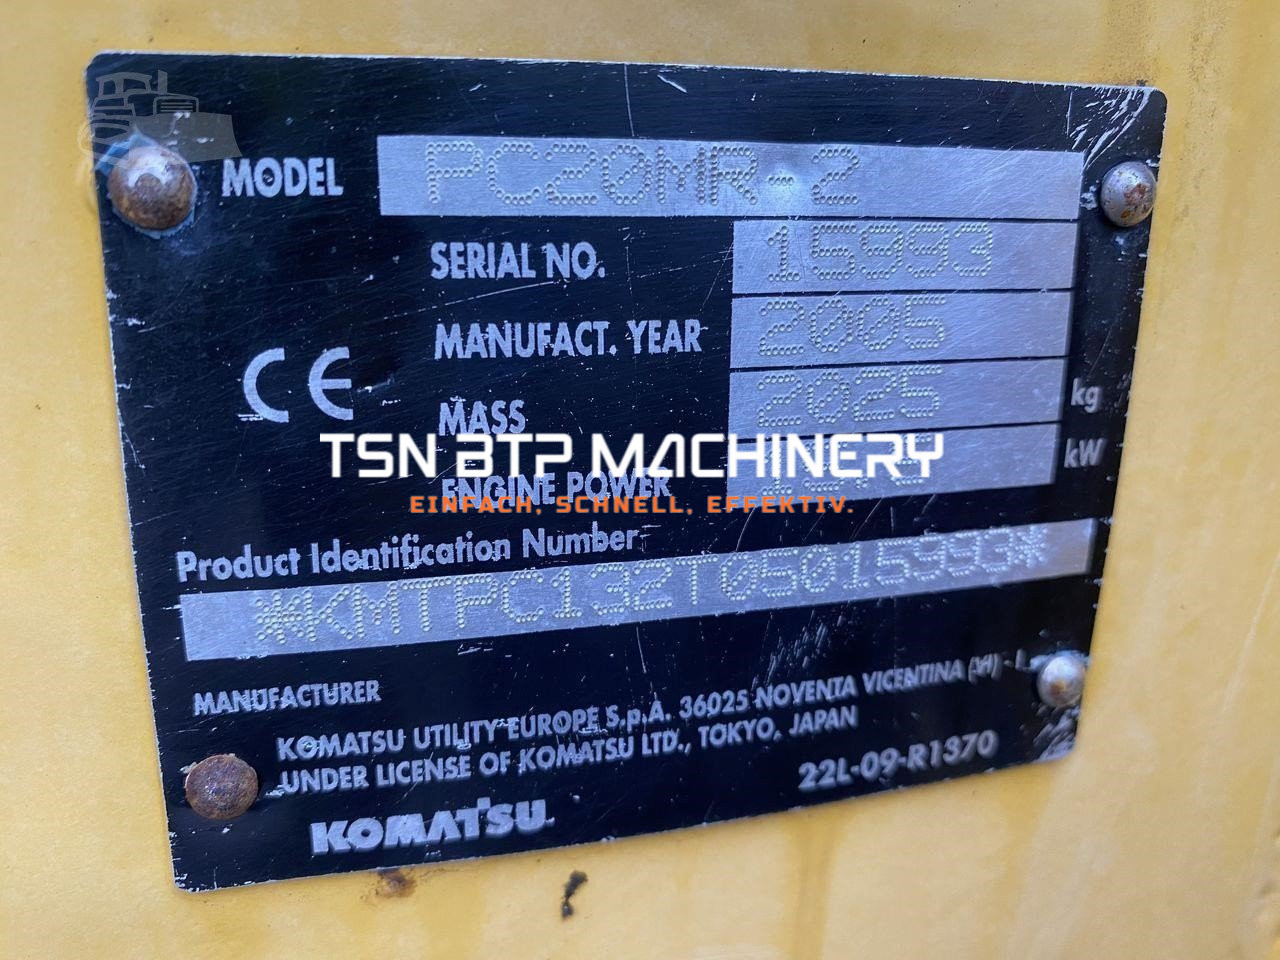 MODEL PC20MR-2
SERIAL NO. 15993
MANUFACT. YEAR 2005
CE
MASS 2025 kg
TSN BTP MACHINERY
ENGINE POWER kW
EINFACH, SCHNELL, EFFEKTIV.
Product Identification Number
*KMTPC132T05015993*
MANUFACTURER
KOMATSU UTILITY EUROPE S.p.A. 36025 NOVENTA VICENTINA (VI) - I
UNDER LICENSE OF KOMATSU LTD., TOKYO, JAPAN
22L-09-R1370
KOMATSU